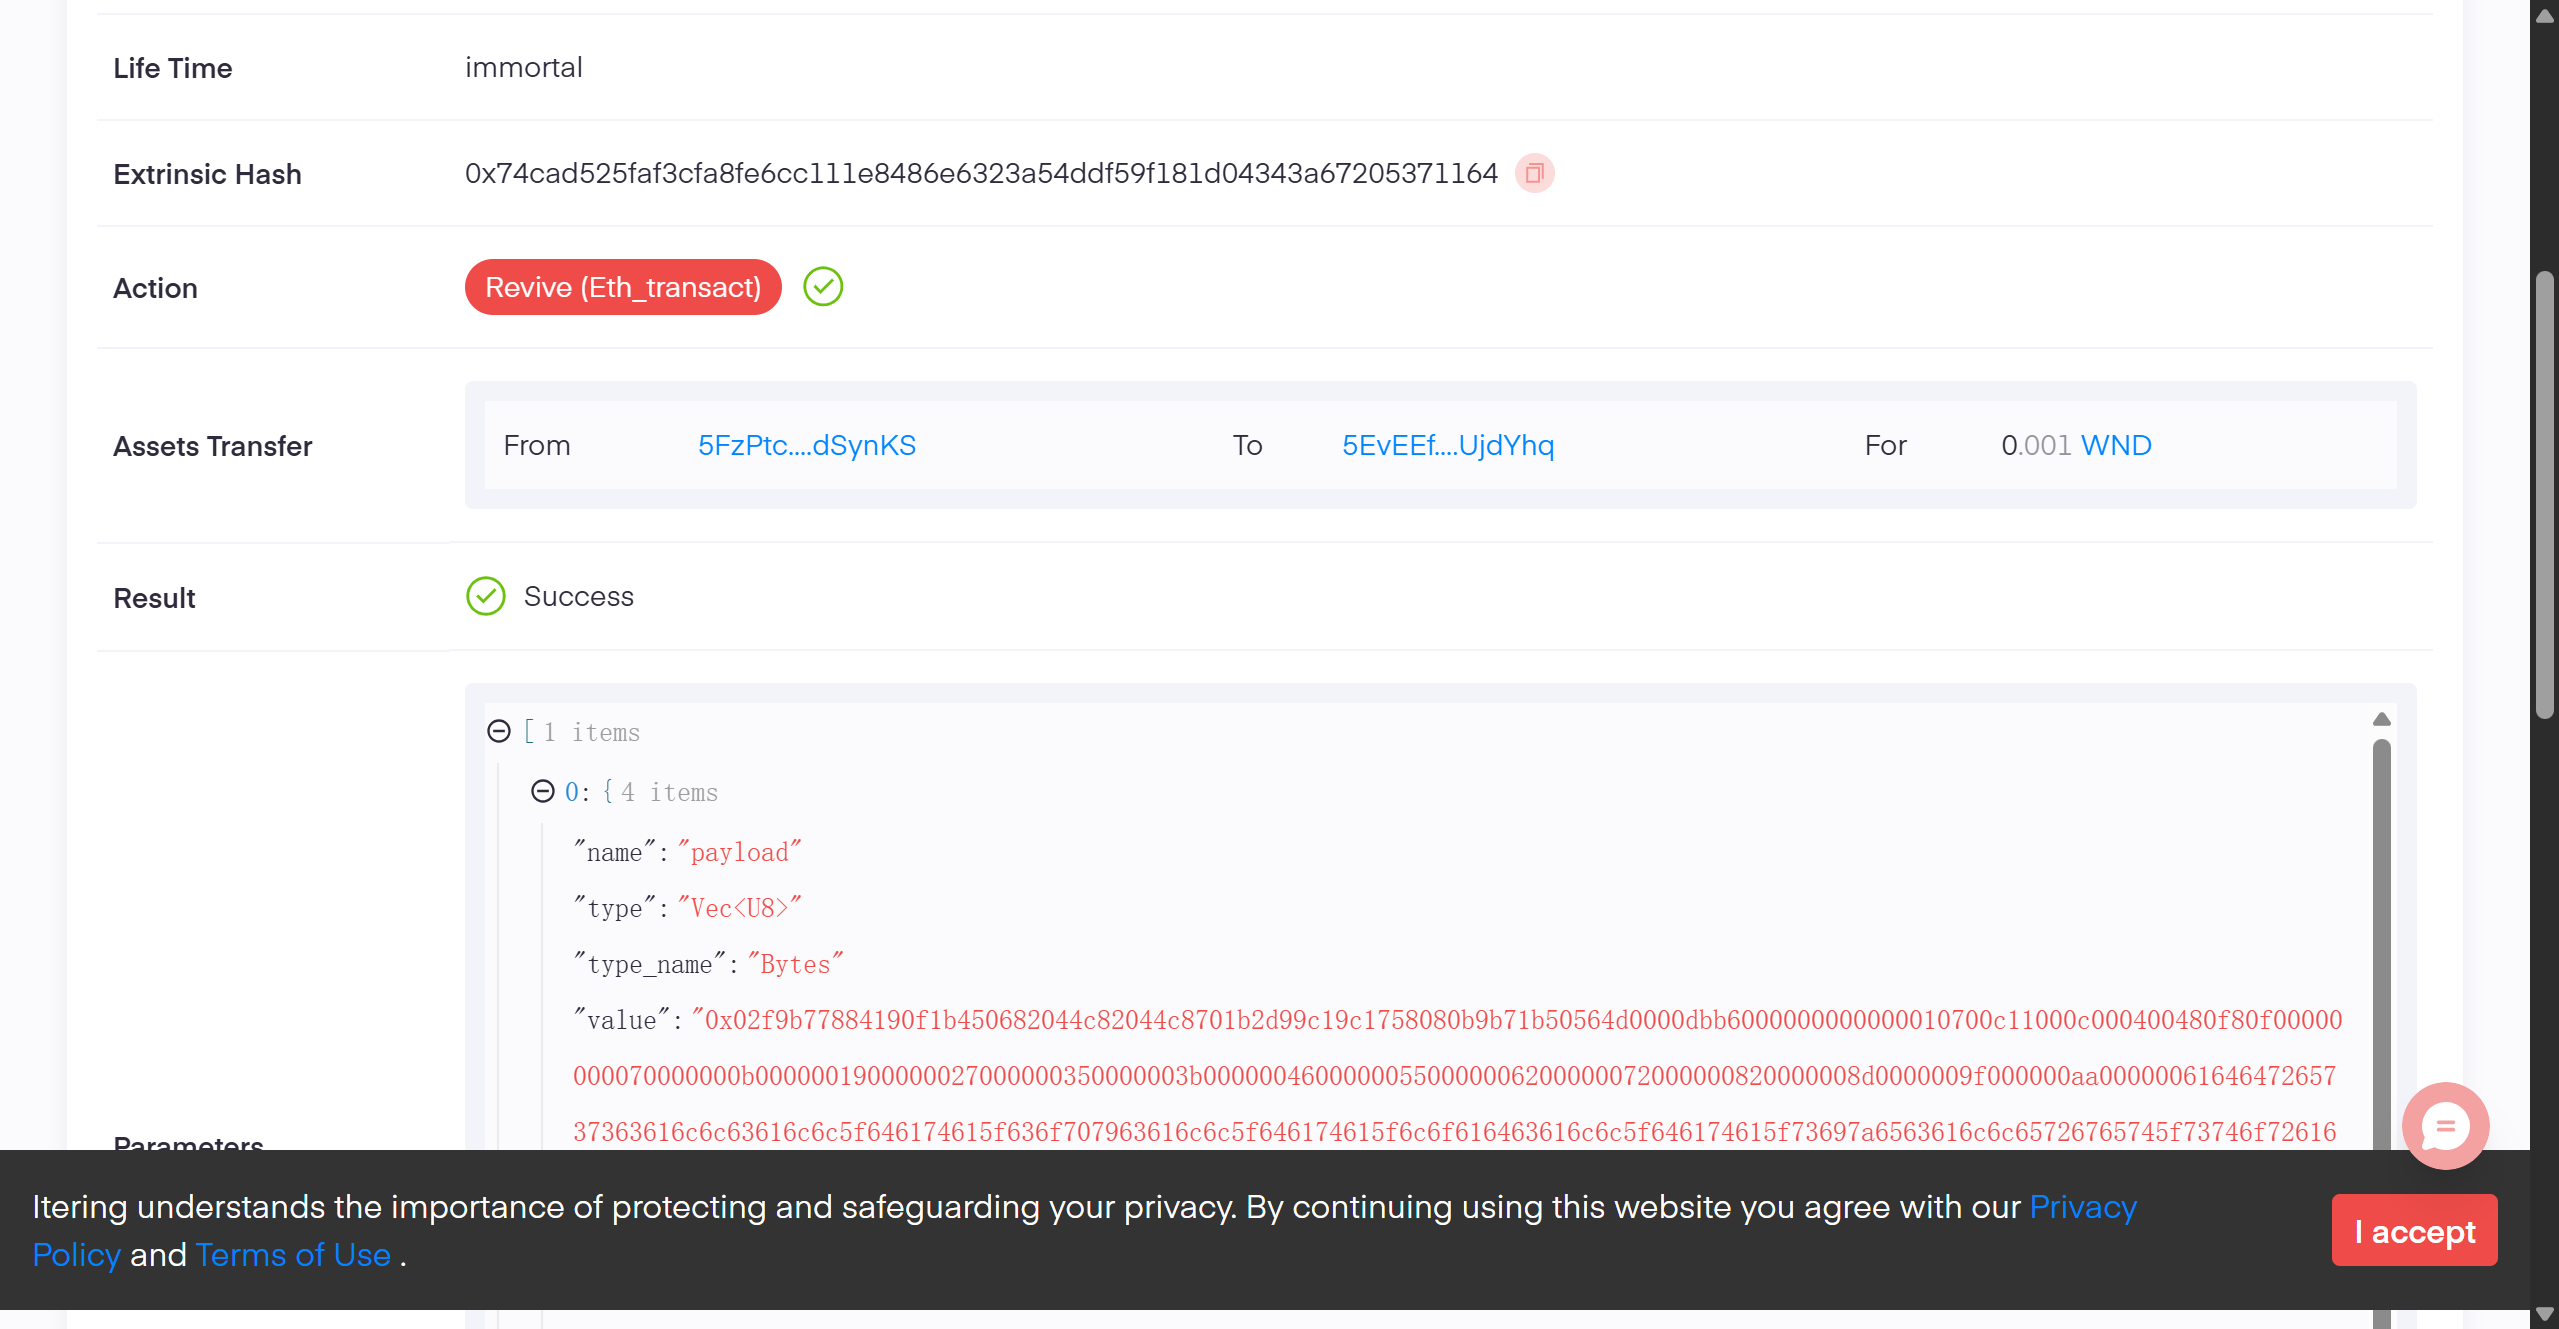 Life Time immortal
Extrinsic Hash 0x74cad525faf3cfa8fe6cc111e8486e6323a54ddf59f181d04343a67205371164
Action Revive (Eth_transact)
Assets Transfer From 5FzPtc....dSynKS To 5EvEEf....UjdYhq For 0.001 WND
Result Success
[ 1 items
0: { 4 items
"name": "payload"
"type": "Vec<U8>"
"type_name": "Bytes"
"value": "0x02f9b77884190f1b450682044c82044c8701b2d99c19c1758080b9b71b50564d0000dbb6000000000000010700c11000c000400480f80f00000
000070000000b00000019000000270000003500000003b000000460000005500000062000000720000008200000008d0000009f000000aa00000061646472657
37363616c6c63616c6c5f646174615f636f707963616c6c5f646174615f6c6f616463616c6c5f646174615f73697a6563616c6c65726765745f73746f72616
Parameters
Itering understands the importance of protecting and safeguarding your privacy. By continuing using this website you agree with our Privacy
Policy and Terms of Use .
I accept